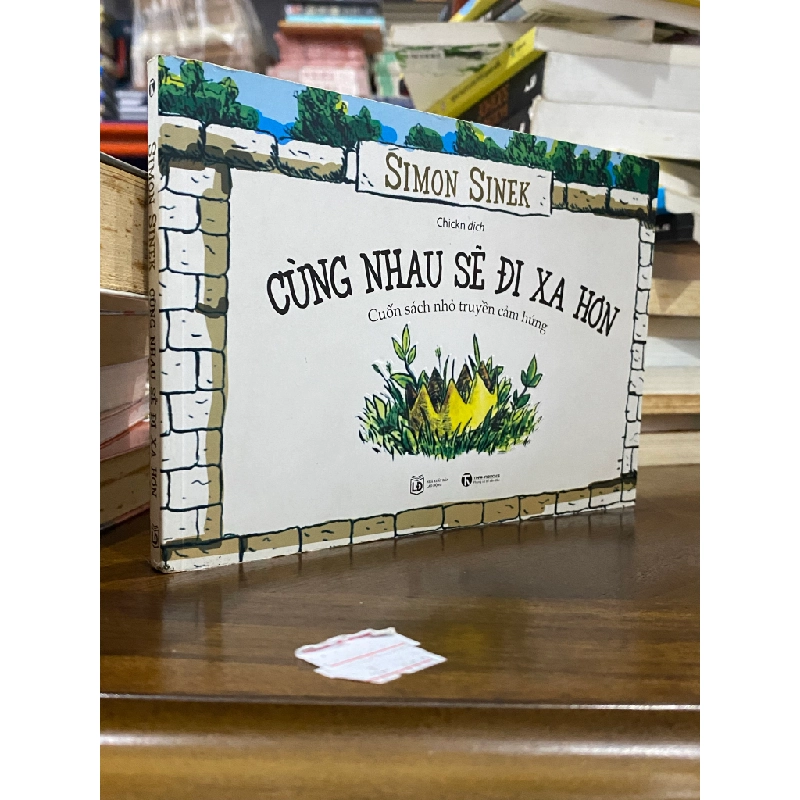 SIMON SINEK
Chickn dịch
CÙNG NHAU SẼ ĐI XA HƠN
Cuốn sách nhỏ truyền cảm hứng
SIMON SINEK CÙNG NHAU SẼ ĐI XA HƠN